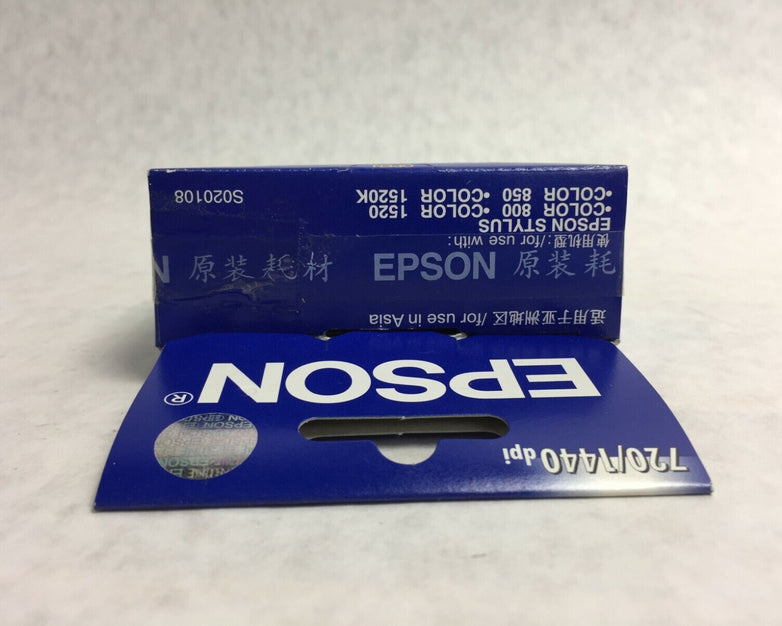 720/1440dpi
EPSON®
适用于亚洲地区/for use in Asia
N 原装耗材 EPSON 原装耗
使用机型:/for use with:
EPSON STYLUS
•COLOR 800 •COLOR 1520
•COLOR 850 •COLOR 1520K S020108